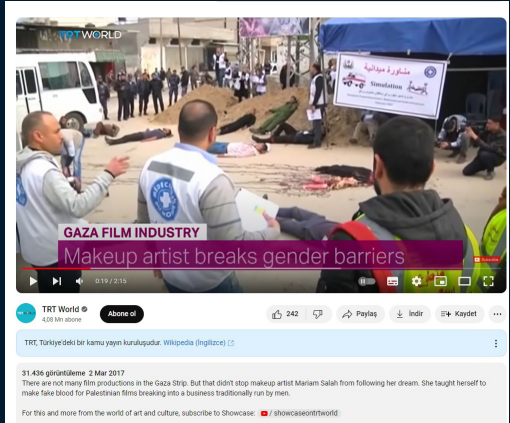 TRT WORLD
مناورة ميدانية
Simulation
GAZA FILM INDUSTRY
Makeup artist breaks gender barriers
Subscribe
0:19 / 2:15
TRT World
4,08 Mn abone
Abone ol
242
Paylaş
İndir
Kaydet
TRT, Türkiye'deki bir kamu yayın kuruluşudur. Wikipedia (İngilizce)
31.436 görüntüleme 2 Mar 2017
There are not many film productions in the Gaza Strip. But that didn't stop makeup artist Mariam Salah from following her dream. She taught herself to
make fake blood for Palestinian films breaking into a business traditionally run by men.
For this and more from the world of art and culture, subscribe to Showcase: / showcaseontrtworld